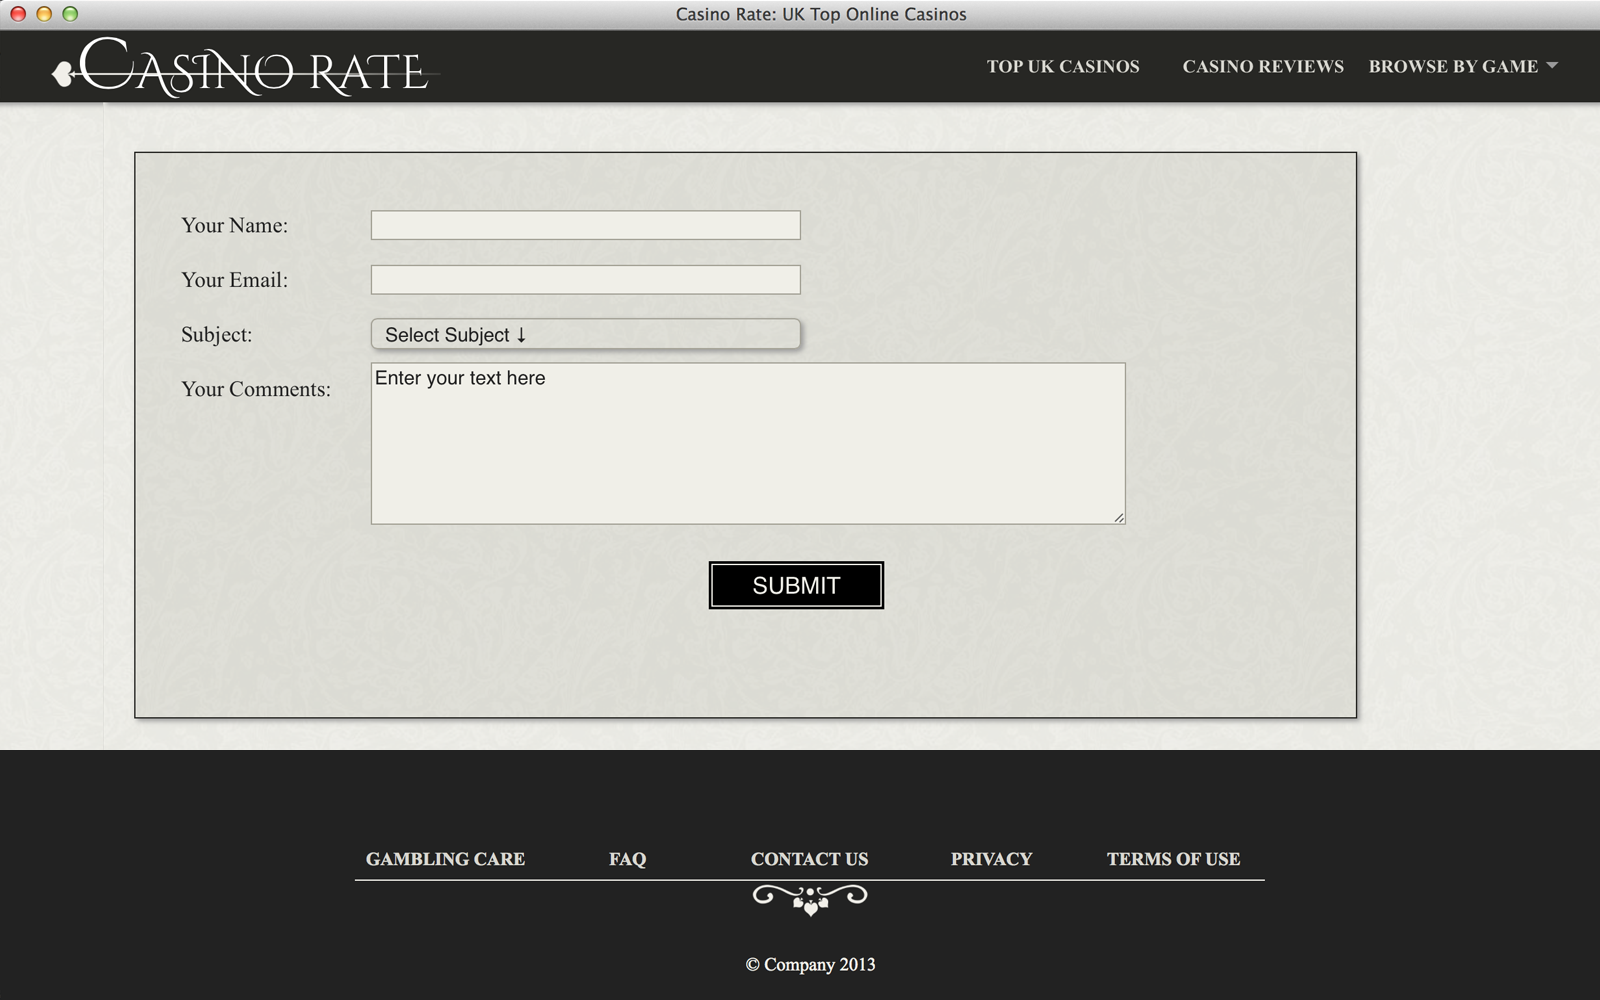 Casino Rate: UK Top Online Casinos
CASINO RATE
TOP UK CASINOS CASINO REVIEWS BROWSE BY GAME
Your Name:
Your Email:
Subject: Select Subject ↓
Your Comments: Enter your text here
SUBMIT
GAMBLING CARE FAQ CONTACT US PRIVACY TERMS OF USE
© Company 2013